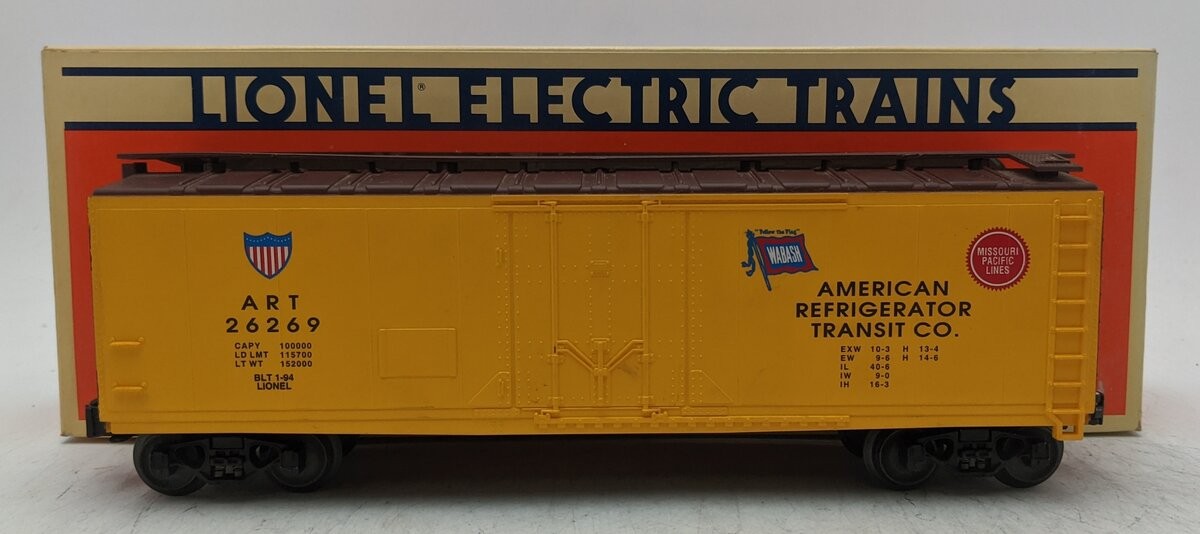 LIONEL® ELECTRIC TRAINS
ART
26269
CAPY 100000
LD LMT 115700
LT WT 152000
BLT 1-94
LIONEL
"Follow the Flag"
WABASH
MISSOURI
PACIFIC
LINES
AMERICAN
REFRIGERATOR
TRANSIT CO.
EXW 10-3 H 13-4
EW 9-6 H 14-6
IL 40-6
IW 9-0
IH 16-3